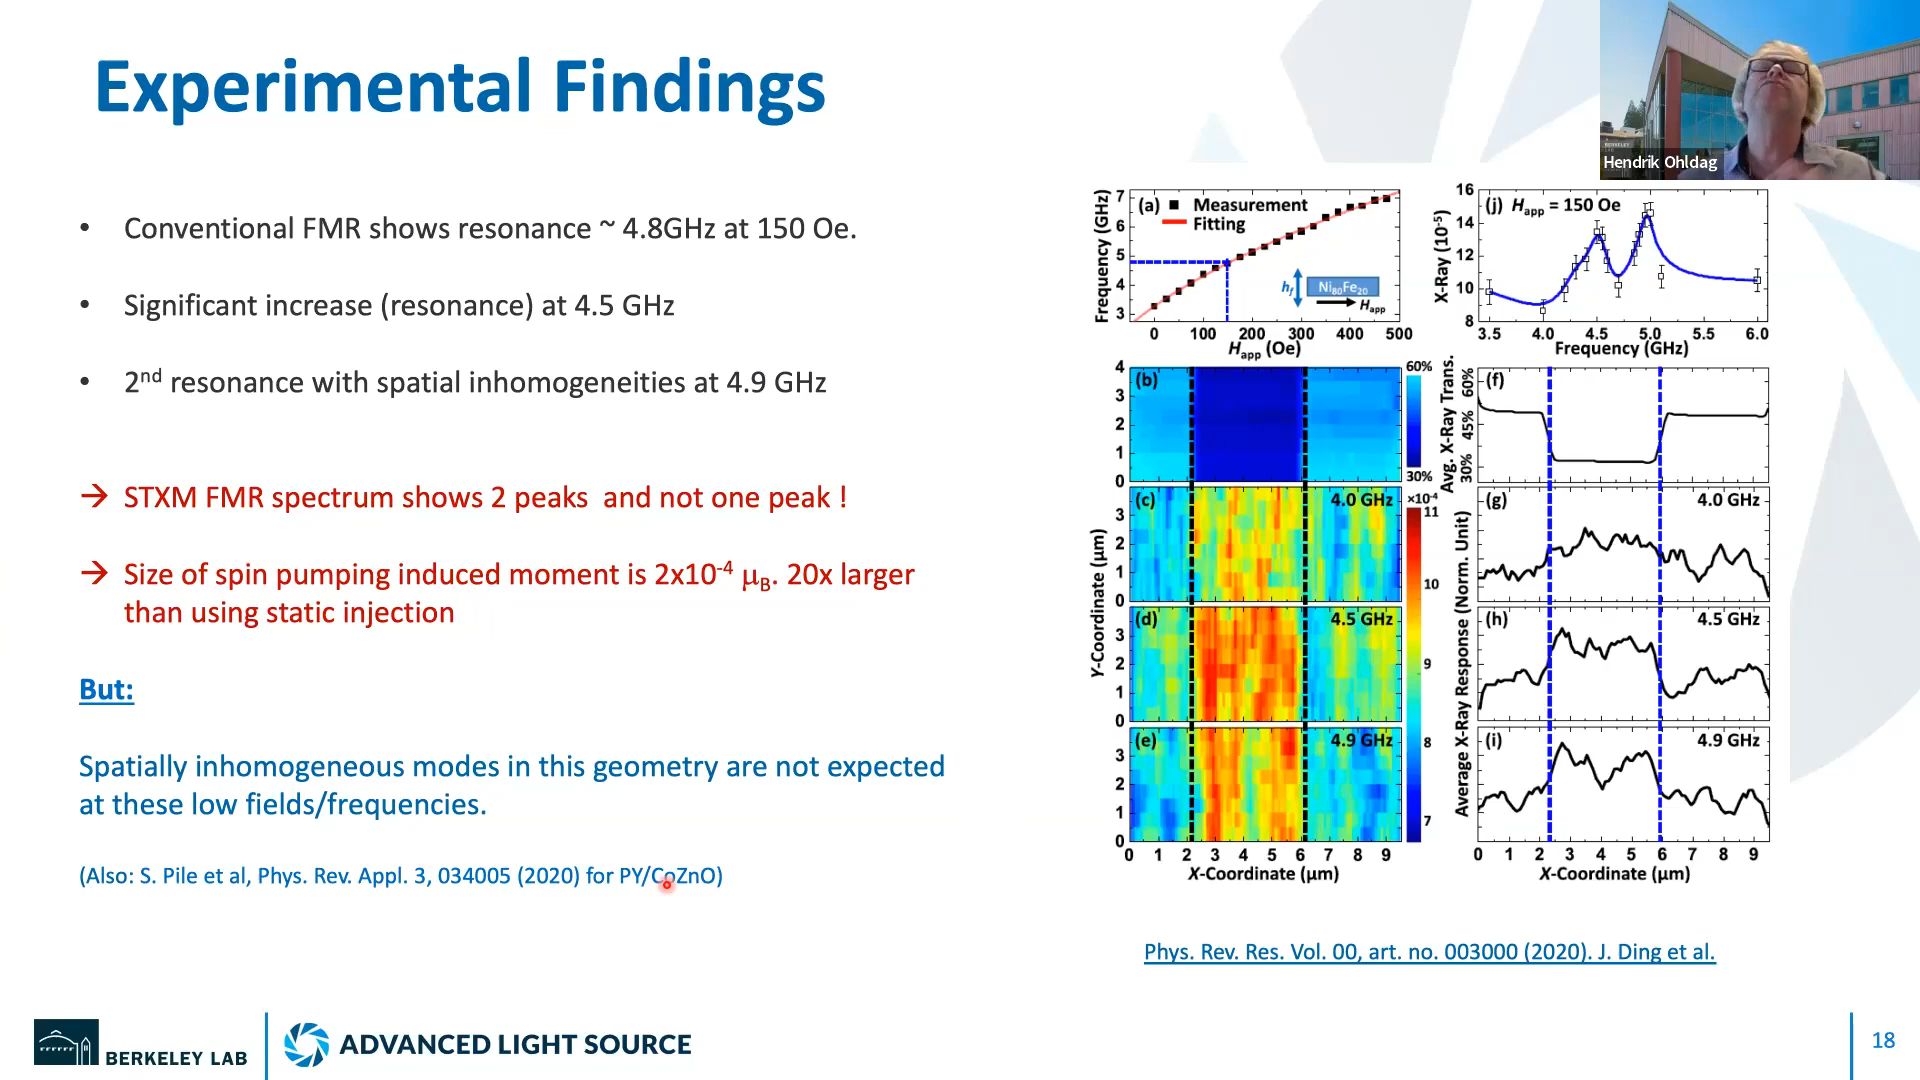 Experimental Findings
• Conventional FMR shows resonance ~ 4.8GHz at 150 Oe.
• Significant increase (resonance) at 4.5 GHz
• 2nd resonance with spatial inhomogeneities at 4.9 GHz
→ STXM FMR spectrum shows 2 peaks and not one peak !
→ Size of spin pumping induced moment is 2x10-4 μB. 20x larger
than using static injection
But:
Spatially inhomogeneous modes in this geometry are not expected
at these low fields/frequencies.
(Also: S. Pile et al, Phys. Rev. Appl. 3, 034005 (2020) for PY/CoZnO)
Hendrik Ohldag
(a) Measurement
Fitting
Frequency (GHz)
7
6
5
4
3
hf Ni80Fe20
Happ
0 100 200 300 400 500
Happ (Oe)
(j) Happ = 150 Oe
X-Ray (10-5)
16
14
12
10
8
3.5 4.0 4.5 5.0 5.5 6.0
Frequency (GHz)
(b)
4
3
2
1
0
60%
30%
(f)
Avg. X-Ray Trans.
60%
45%
30%
Y-Coordinate (μm)
(c) 4.0 GHz
3
2
1
0
×10-4
11
10
9
8
7
(d) 4.5 GHz
3
2
1
0
(e) 4.9 GHz
3
2
1
0
0 1 2 3 4 5 6 7 8 9
X-Coordinate (μm)
Average X-Ray Response (Norm. Unit)
(g) 4.0 GHz
(h) 4.5 GHz
(i) 4.9 GHz
0 1 2 3 4 5 6 7 8 9
X-Coordinate (μm)
Phys. Rev. Res. Vol. 00, art. no. 003000 (2020). J. Ding et al.
BERKELEY LAB
ADVANCED LIGHT SOURCE
18